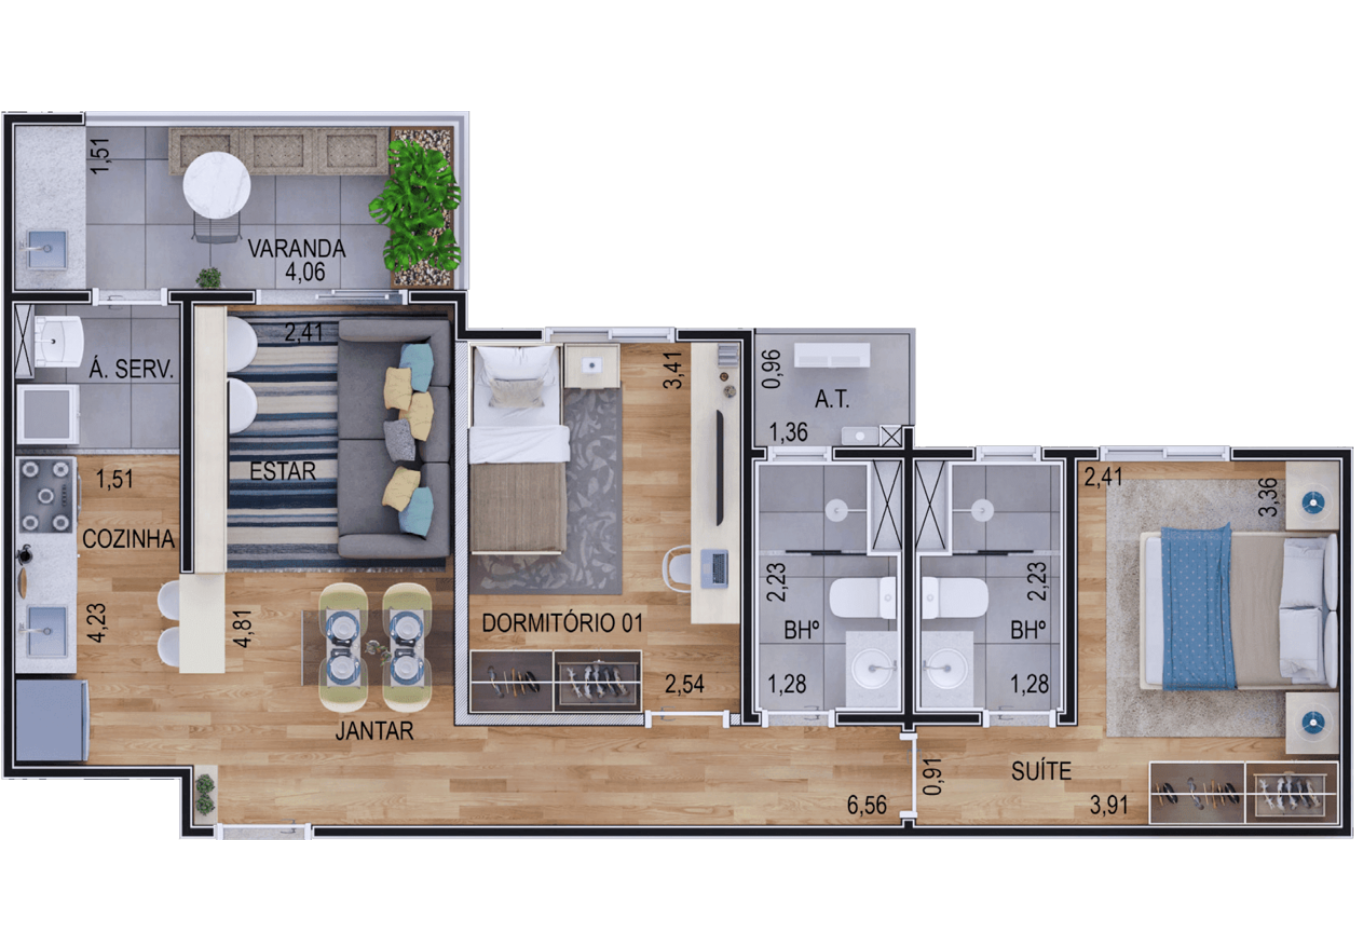 1,51
VARANDA
4,06
Á. SERV.
2,41
ESTAR
1,51
COZINHA
4,23
4,81
JANTAR
3,41
DORMITÓRIO 01
2,54
0,96
A.T.
1,36
2,23
BHº
1,28
2,23
BHº
1,28
2,41
3,36
SUÍTE
3,91
0,91
6,56